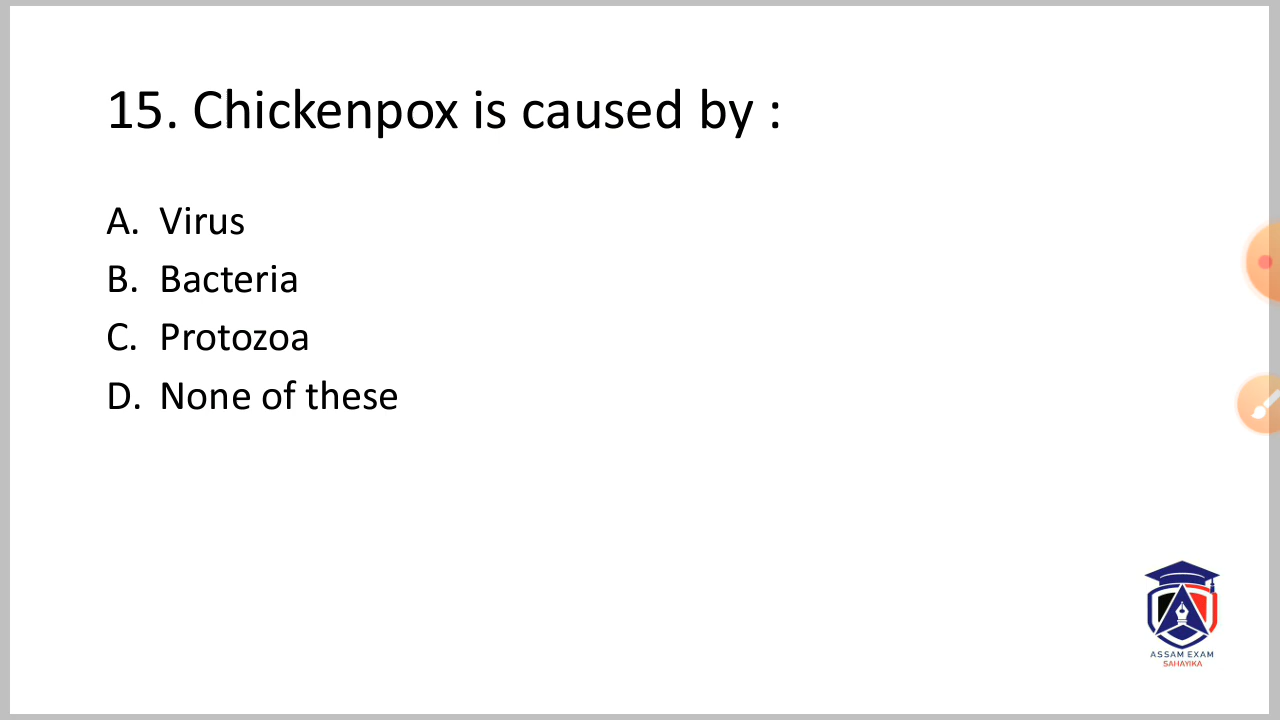 15. Chickenpox is caused by :
A. Virus
B. Bacteria
C. Protozoa
D. None of these
ASSAM EXAM
SAHAYIKA